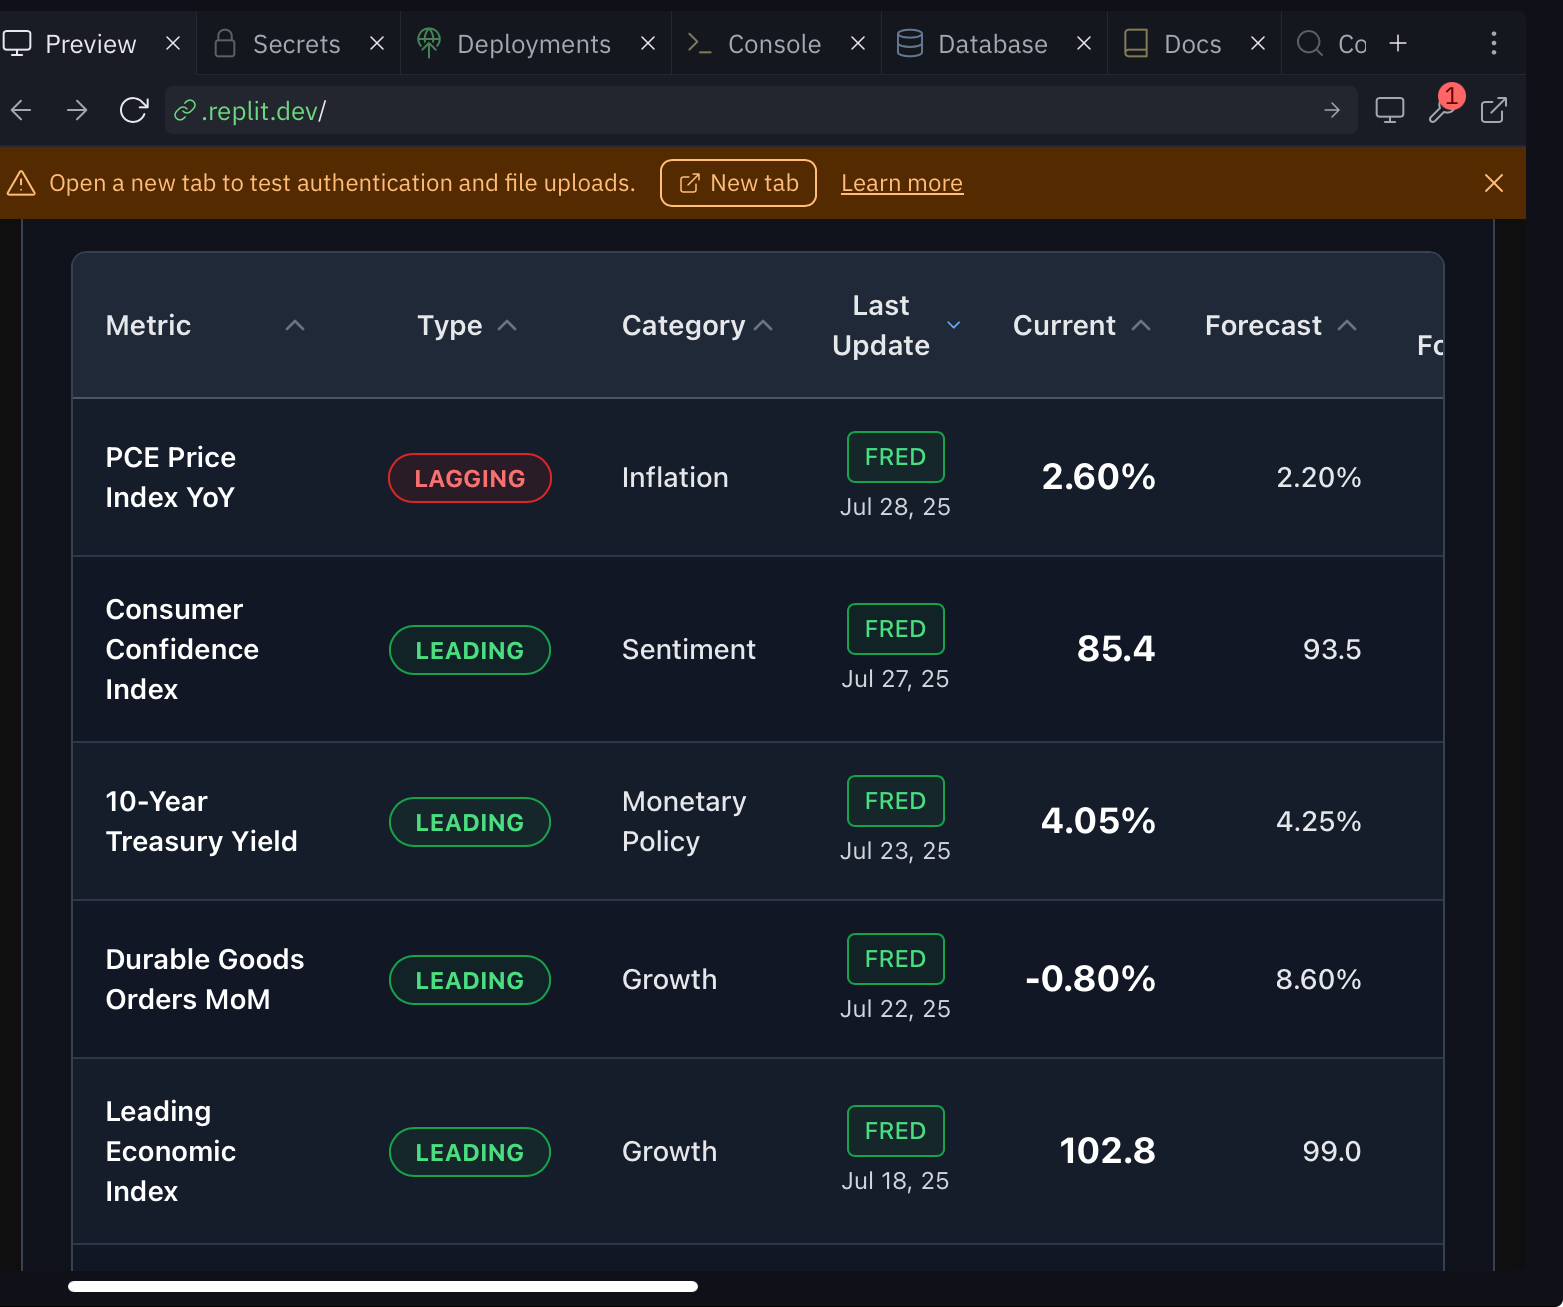 Preview
Secrets
Deployments
Console
Database
Docs
Co
.replit.dev/
1
Open a new tab to test authentication and file uploads.
New tab
Learn more
Metric
Type
Category
Last
Update
Current
Forecast
Fo
PCE Price
Index YoY
LAGGING
Inflation
FRED
Jul 28, 25
2.60%
2.20%
Consumer
Confidence
Index
LEADING
Sentiment
FRED
Jul 27, 25
85.4
93.5
10-Year
Treasury Yield
LEADING
Monetary
Policy
FRED
Jul 23, 25
4.05%
4.25%
Durable Goods
Orders MoM
LEADING
Growth
FRED
Jul 22, 25
-0.80%
8.60%
Leading
Economic
Index
LEADING
Growth
FRED
Jul 18, 25
102.8
99.0